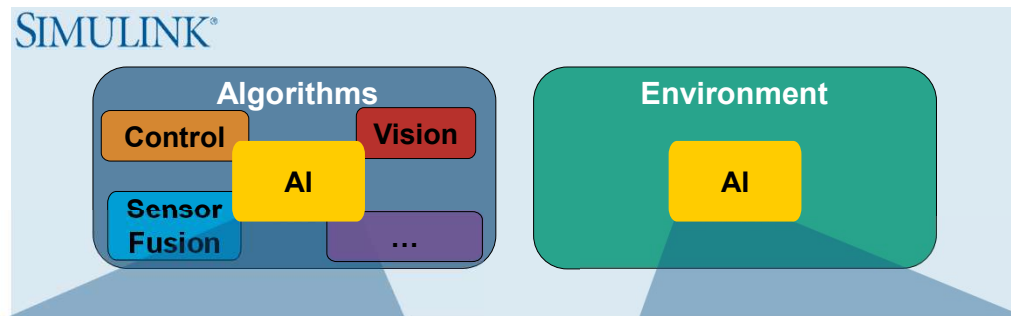 SIMULINK®
Algorithms
Control
Vision
AI
Sensor
Fusion
...
Environment
AI